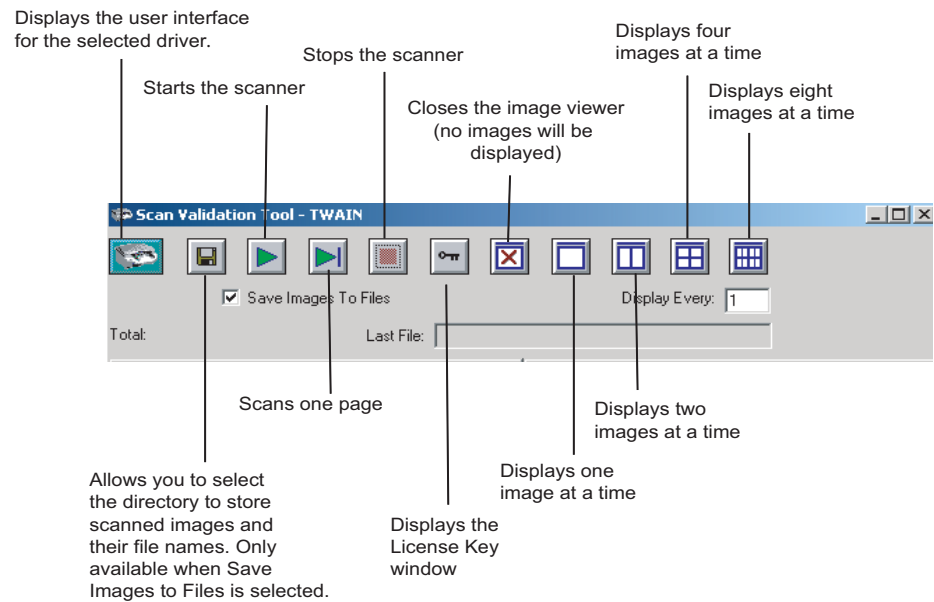 Displays the user interface
for the selected driver.
Starts the scanner
Stops the scanner
Closes the image viewer
(no images will be
displayed)
Displays four
images at a time
Displays eight
images at a time
Scan Validation Tool - TWAIN
Save Images To Files
Display Every: 1
Total:
Last File:
Scans one page
Displays two
images at a time
Displays one
image at a time
Allows you to select
the directory to store
scanned images and
their file names. Only
available when Save
Images to Files is selected.
Displays the
License Key
window